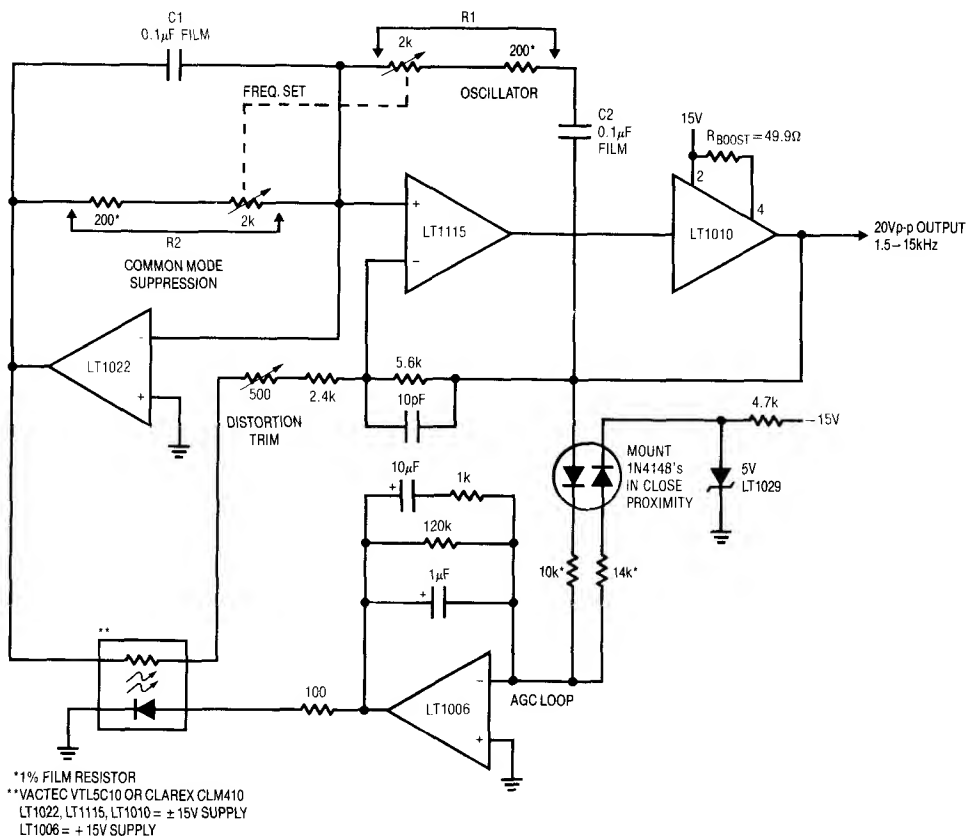 C1
0.1µF FILM
R1
2k
200*
FREQ. SET
OSCILLATOR
C2
0.1µF
FILM
15V
RBOOST = 49.9Ω
2
4
LT1115
+
−
LT1010
20Vp-p OUTPUT
1.5–15kHz
200*
2k
R2
COMMON MODE
SUPPRESSION
LT1022
-
+
500
2.4k
DISTORTION
TRIM
5.6k
10pF
4.7k
−15V
MOUNT
1N4148's
IN CLOSE
PROXIMITY
5V
LT1029
10µF
+
1k
120k
1µF
+
10k*
14k*
**
100
LT1006
−
+
AGC LOOP
*1% FILM RESISTOR
**VACTEC VTL5C10 OR CLAREX CLM410
LT1022, LT1115, LT1010 = ±15V SUPPLY
LT1006 = +15V SUPPLY